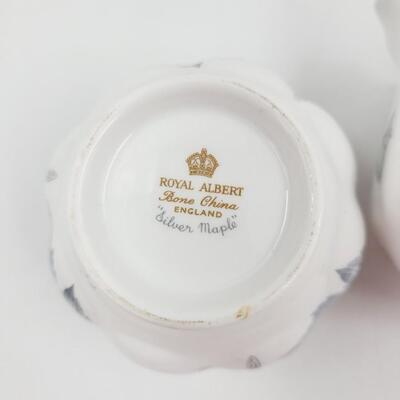 ROYAL ALBERT
Bone China
ENGLAND
"Silver Maple"